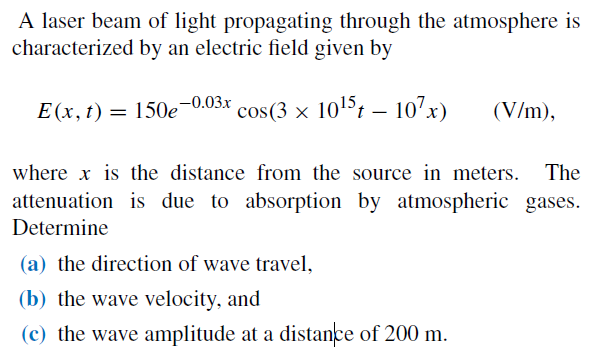 A laser beam of light propagating through the atmosphere is
characterized by an electric field given by
E(x, t) = 150e^{−0.03x} cos(3 × 10^{15}t − 10^{7}x) (V/m),
where x is the distance from the source in meters. The
attenuation is due to absorption by atmospheric gases.
Determine
(a) the direction of wave travel,
(b) the wave velocity, and
(c) the wave amplitude at a distance of 200 m.